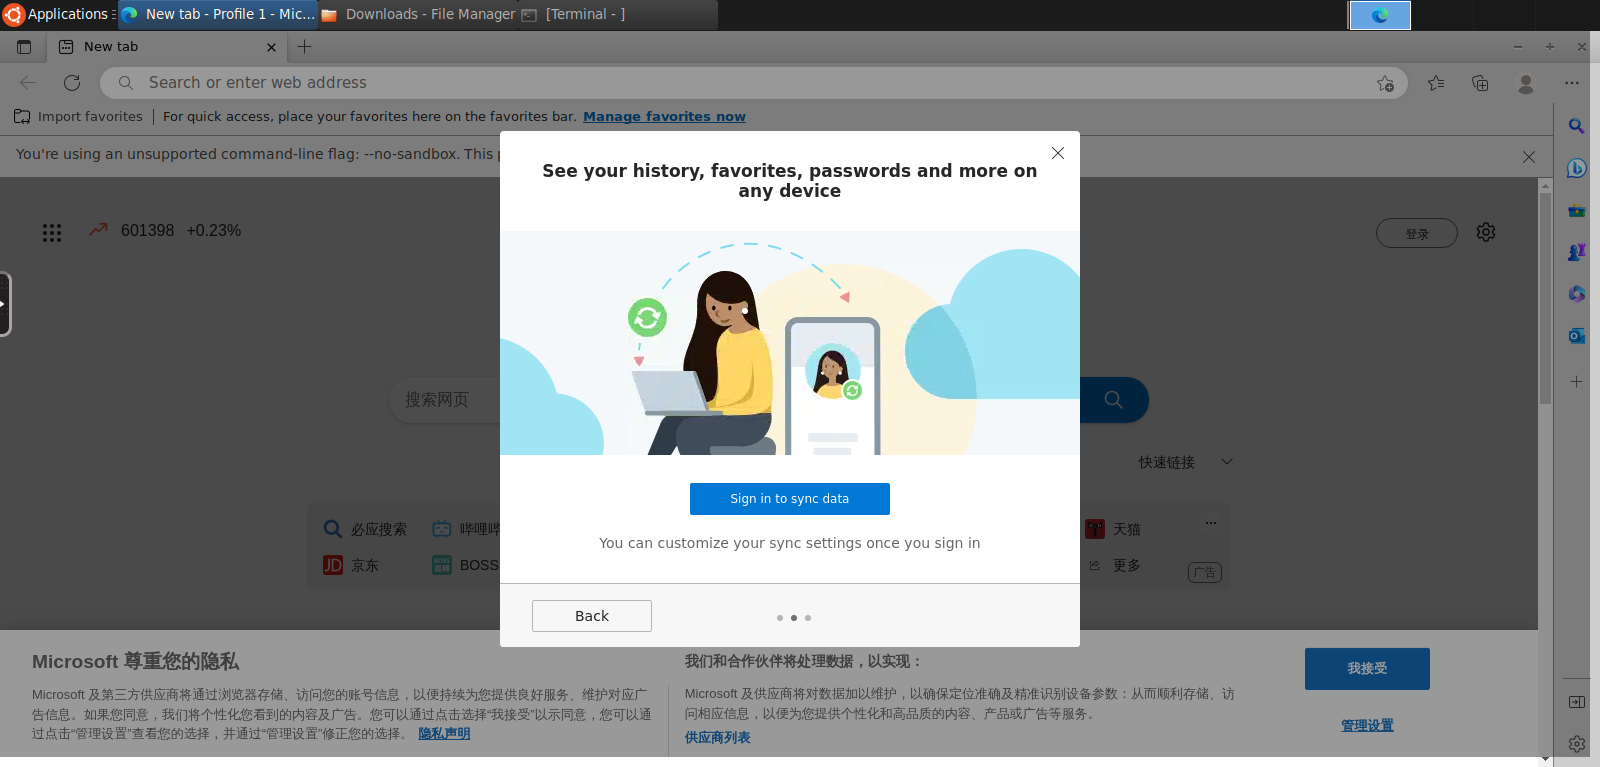 Applications
New tab - Profile 1 - Mic...
Downloads - File Manager
[Terminal - ]
New tab
Search or enter web address
Import favorites
For quick access, place your favorites here on the favorites bar. Manage favorites now
You're using an unsupported command-line flag: --no-sandbox. This
See your history, favorites, passwords and more on
any device
601398 +0.23%
登录
搜索网页
快速链接
必应搜索
哔哩哔
天猫
京东
BOSS
更多
广告
Sign in to sync data
You can customize your sync settings once you sign in
Back
Microsoft 尊重您的隐私
Microsoft 及第三方供应商将通过浏览器存储、访问您的账号信息，以便持续为您提供良好服务、维护对应广
告信息。如果您同意，我们将个性化您看到的内容及广告。您可以通过点击选择“我接受”以示同意，您可以通
过点击“管理设置”查看您的选择，并通过“管理设置”修正您的选择。 隐私声明
我们和合作伙伴将处理数据，以实现：
Microsoft 及供应商将对数据加以维护，以确保定位准确及精准识别设备参数：从而顺利存储、访
问相应信息，以便为您提供个性化和高品质的内容、产品或广告等服务。
供应商列表
我接受
管理设置